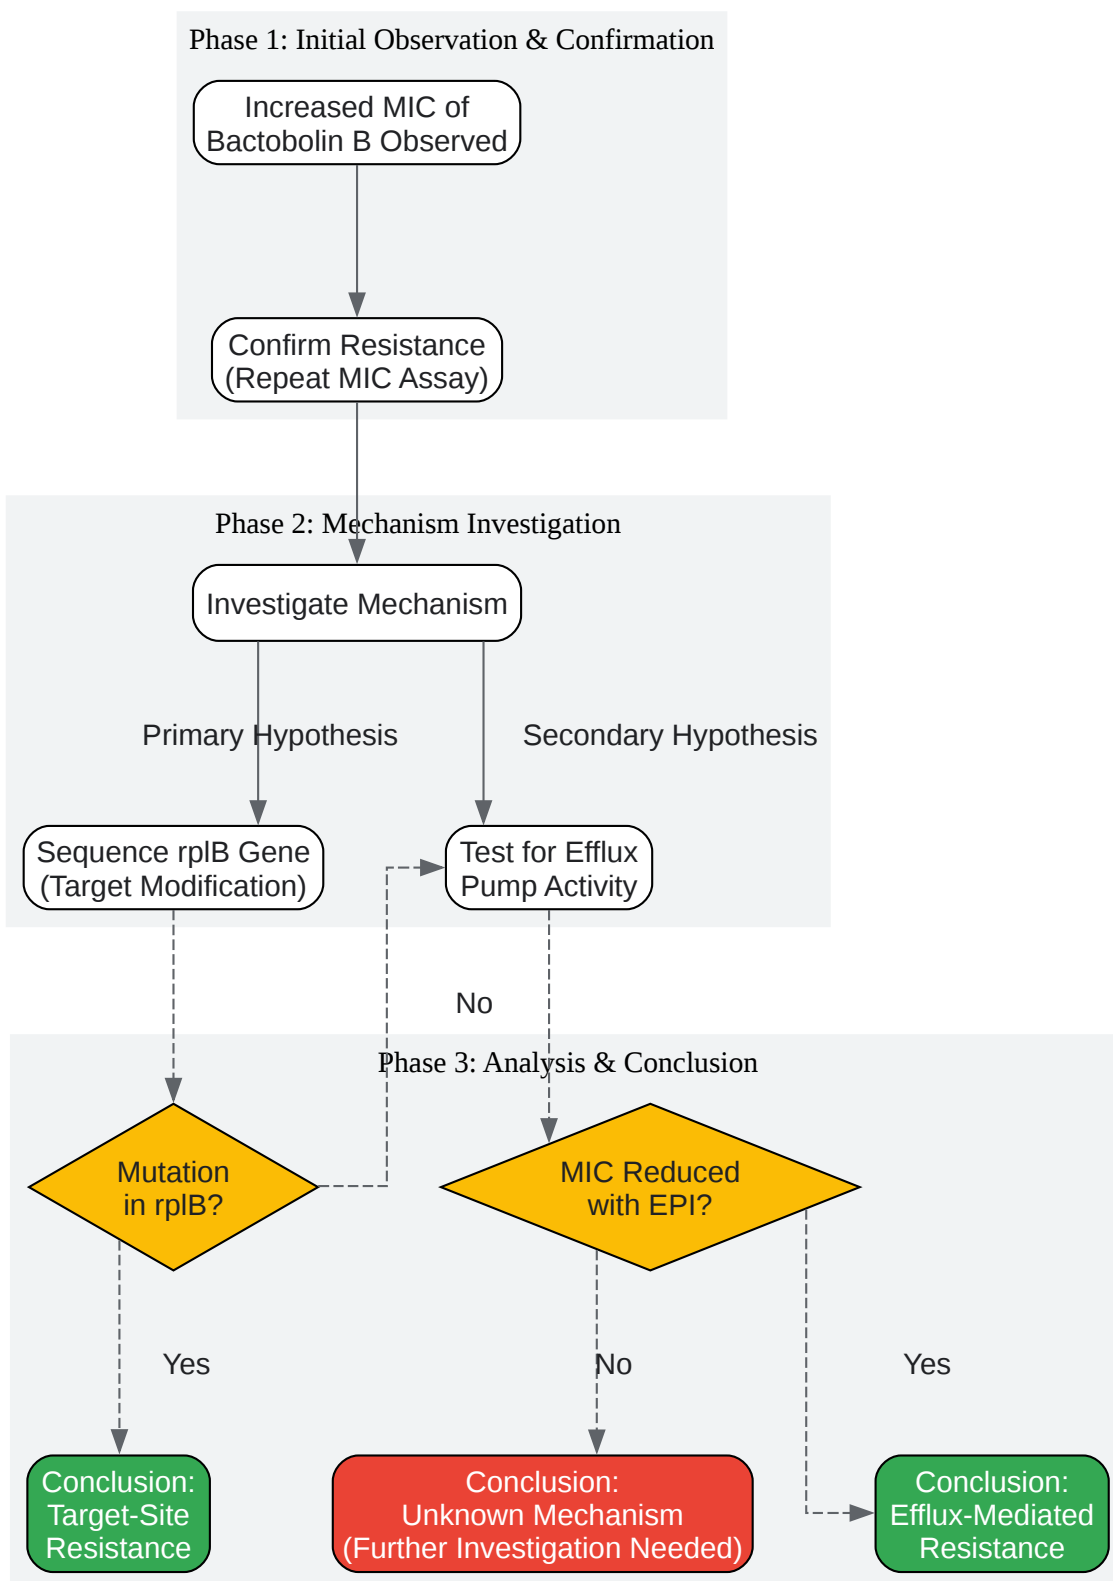 Phase 1: Initial Observation & Confirmation
Increased MIC of
Bactobolin B Observed
Confirm Resistance
(Repeat MIC Assay)
Phase 2: Mechanism Investigation
Investigate Mechanism
Primary Hypothesis
Secondary Hypothesis
Sequence rplB Gene
(Target Modification)
Test for Efflux
Pump Activity
No
Phase 3: Analysis & Conclusion
Mutation
in rplB?
MIC Reduced
with EPI?
Yes
No
Yes
Conclusion:
Target-Site
Resistance
Conclusion:
Unknown Mechanism
(Further Investigation Needed)
Conclusion:
Efflux-Mediated
Resistance